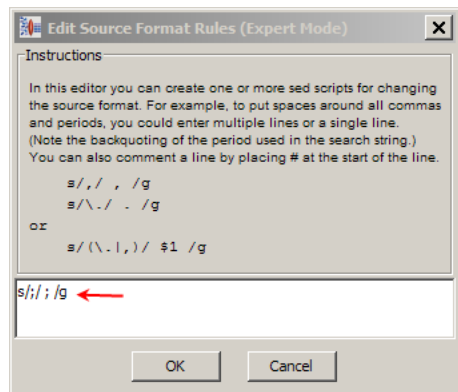 Edit Source Format Rules (Expert Mode)
Instructions
In this editor you can create one or more sed scripts for changing
the source format. For example, to put spaces around all commas
and periods, you could enter multiple lines or a single line.
(Note the backquoting of the period used in the search string.)
You can also comment a line by placing # at the start of the line.
s/,/ , /g
s/\./ . /g
or
s/(\.|,)/ $1 /g
s/;/ ; /g
OK
Cancel